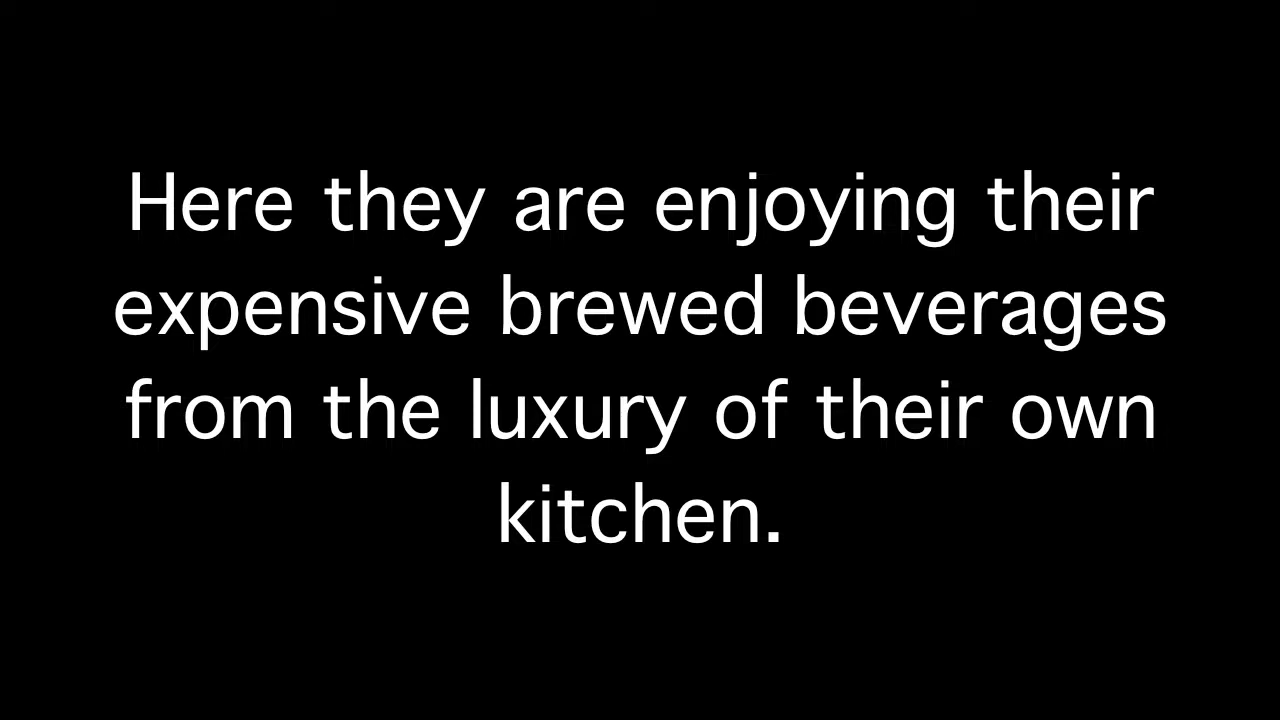 Here they are enjoying their
expensive brewed beverages
from the luxury of their own
kitchen.